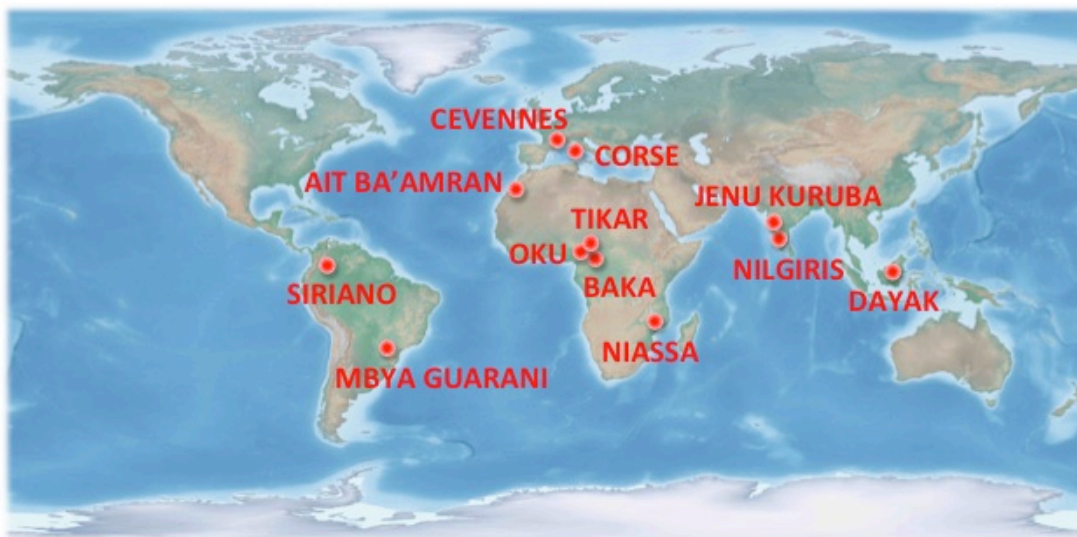 CEVENNES
CORSE
AIT BA'AMRAN
JENU KURUBA
TIKAR
OKU
NILGIRIS
BAKA
SIRIANO
DAYAK
NIASSA
MBYA GUARANI